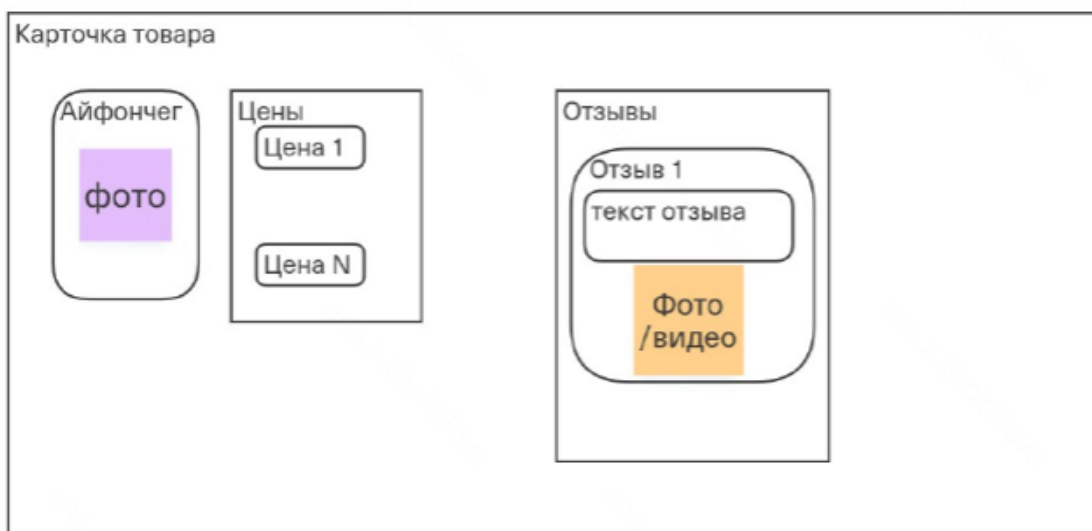 Карточка товара
Айфончег
фото
Цены
Цена 1
Цена N
Отзывы
Отзыв 1
текст отзыва
Фото
/видео